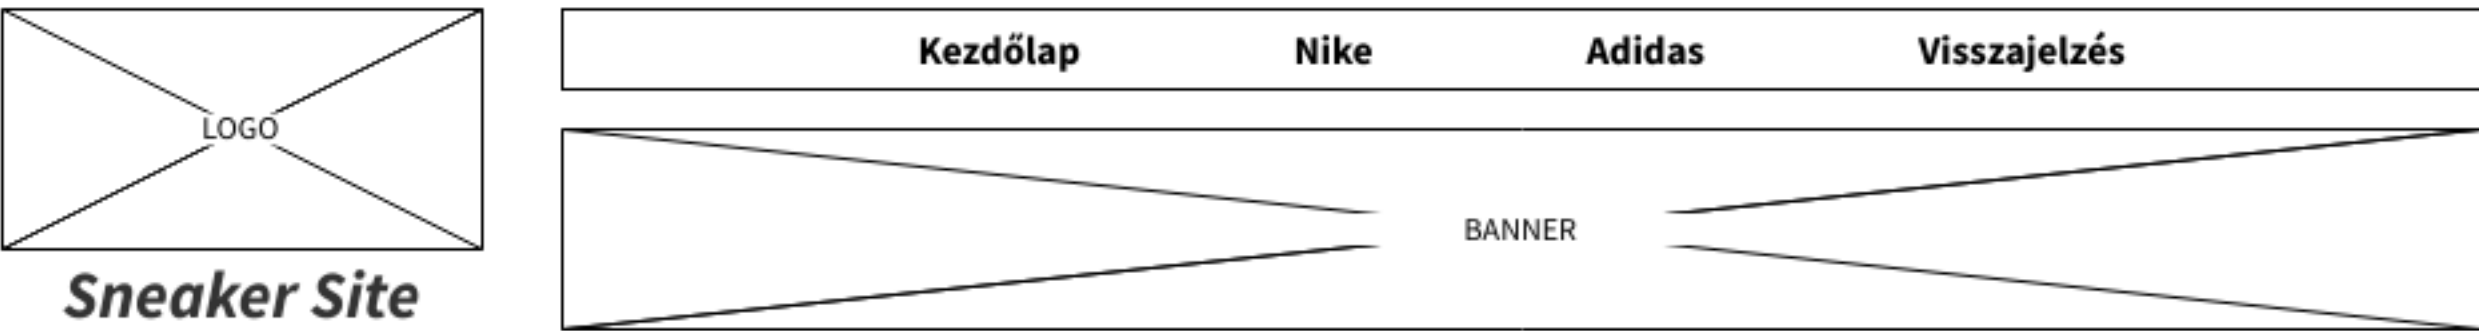 LOGO
Sneaker Site
Kezdőlap Nike Adidas Visszajelzés
BANNER